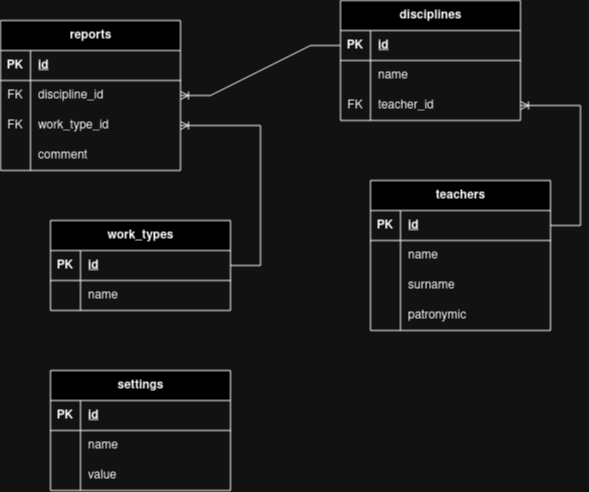 reports
PK id
FK discipline_id
FK work_type_id
comment
disciplines
PK id
name
FK teacher_id
work_types
PK id
name
teachers
PK id
name
surname
patronymic
settings
PK id
name
value